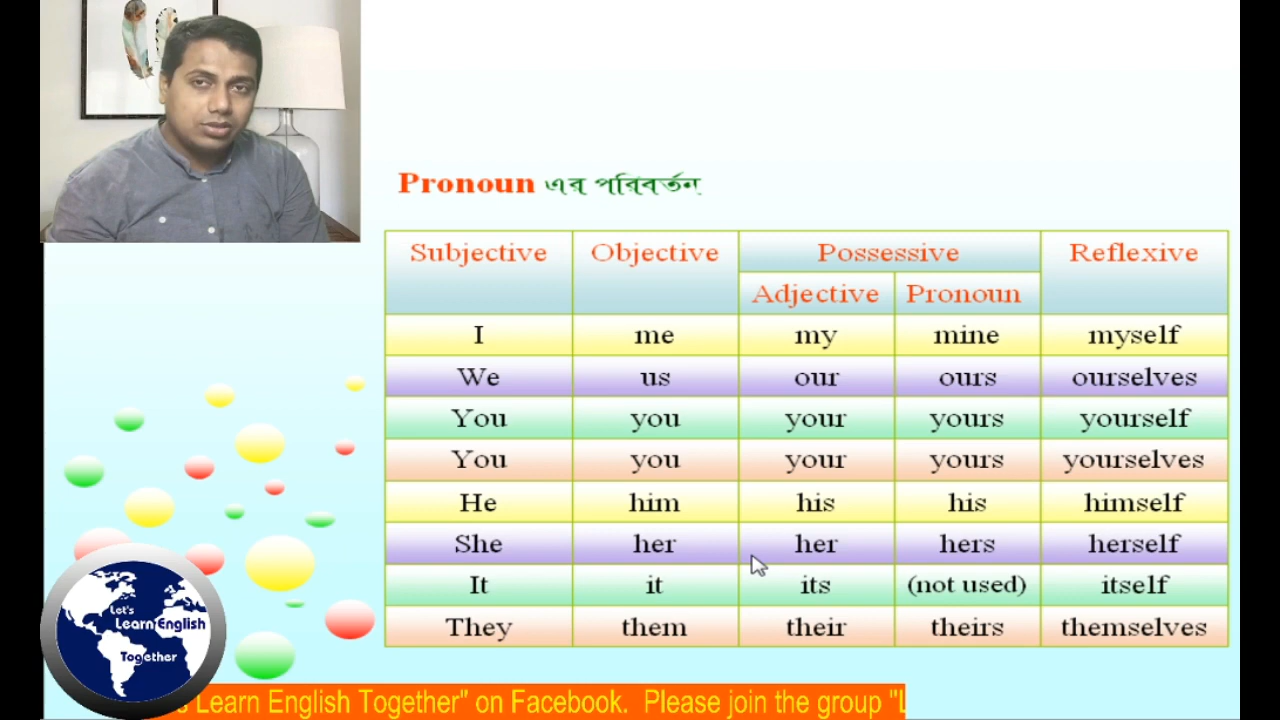 Pronoun এর পরিবর্তন
Subjective Objective Possessive Reflexive
Adjective Pronoun
I me my mine myself
We us our ours ourselves
You you your yours yourself
You you your yours yourselves
He him his his himself
She her her hers herself
It it its (not used) itself
They them their theirs themselves
Let's
Learn English
Together
s Learn English Together" on Facebook. Please join the group "L